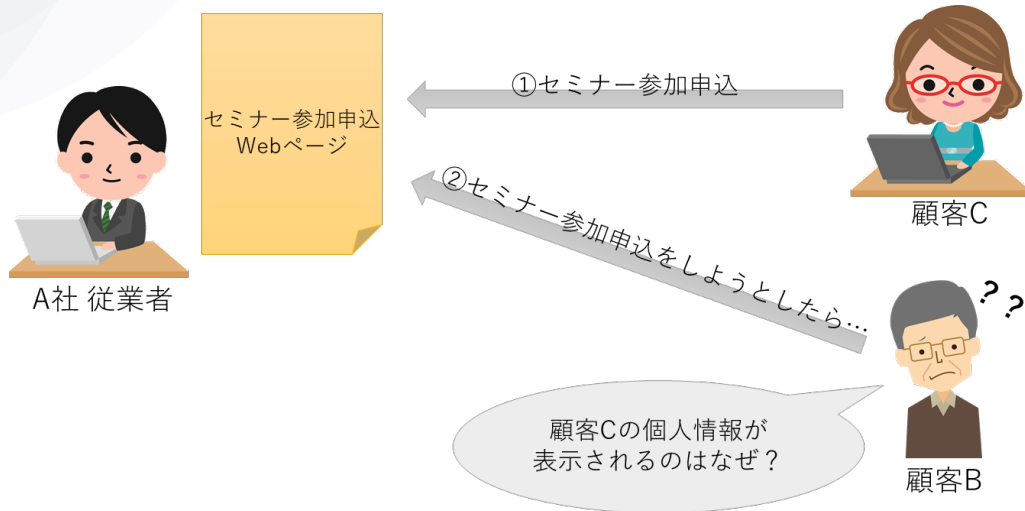 ①セミナー参加申込
セミナー参加申込
Webページ
②セミナー参加申込をしようとしたら…
顧客C
A社 従業者
？？
顧客Cの個人情報が
表示されるのはなぜ？
顧客B